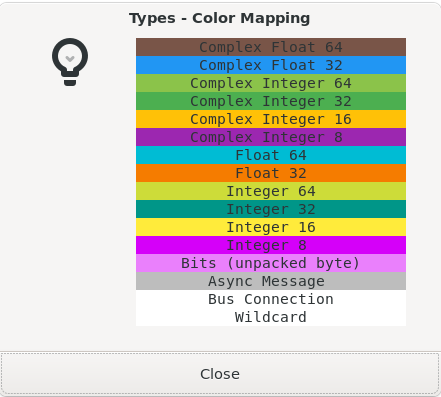 Types - Color Mapping
Complex Float 64
Complex Float 32
Complex Integer 64
Complex Integer 32
Complex Integer 16
Complex Integer 8
Float 64
Float 32
Integer 64
Integer 32
Integer 16
Integer 8
Bits (unpacked byte)
Async Message
Bus Connection
Wildcard
Close